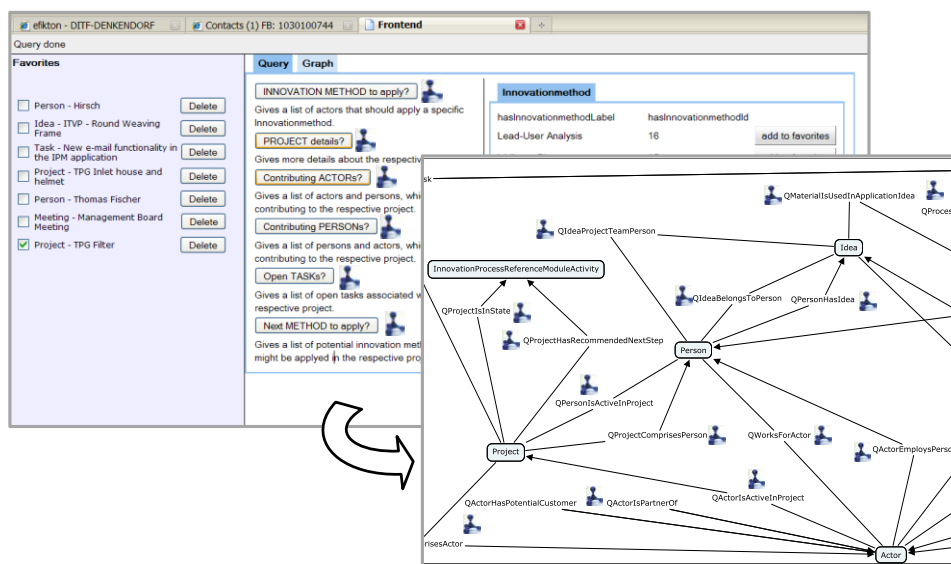 efikton - DITF-DENKENDORF
Contacts (1) FB: 1030100744
Frontend
Query done
Favorites
Person - Hirsch
Delete
Idea - ITVP - Round Weaving
Frame
Delete
Task - New e-mail functionality in
the IPM application
Delete
Project - TPG Inlet house and
helmet
Delete
Person - Thomas Fischer
Delete
Meeting - Management Board
Meeting
Delete
Project - TPG Filter
Delete
Query
Graph
INNOVATION METHOD to apply?
Gives a list of actors that should apply a specific
Innovationmethod.
PROJECT details?
Gives more details about the respectiv
Contributing ACTORs?
Gives a list of actors and persons, whi
contributing to the respective project.
Contributing PERSONs?
Gives a list of persons and actors, whi
contributing to the respective project.
Open TASKs?
Gives a list of open tasks associated w
respective project.
Next METHOD to apply?
Gives a list of potential innovation met
might be applyed in the respective pro
Innovationmethod
hasInnovationmethodLabel
hasInnovationmethodId
Lead-User Analysis
16
add to favorites
sk
QMaterialIsUsedInApplicationIdea
QProces
QIdeaProjectTeamPerson
Idea
InnovationProcessReferenceModuleActivity
QIdeaBelongsToPerson
QPersonHasIdea
QProjectIsInState
QProjectHasRecommendedNextStep
Person
QPersonIsActiveInProject
QProjectComprisesPerson
QWorksForActor
QActorEmploysPerso
Project
QActorIsActiveInProject
QActorHasPotentialCustomer
QActorIsPartnerOf
risesActor
Actor